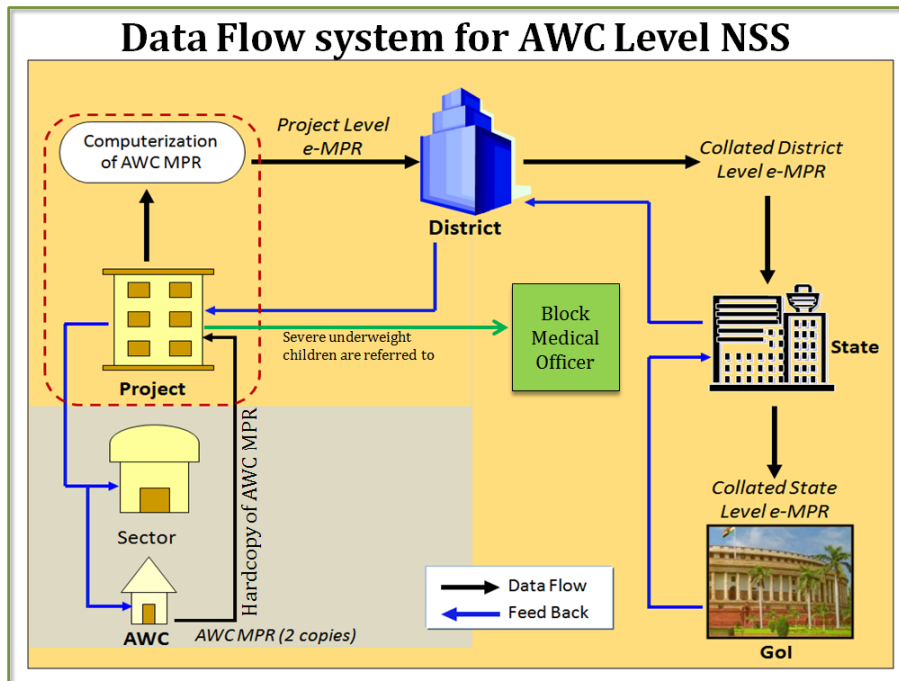 Data Flow system for AWC Level NSS
Computerization
of AWC MPR
Project Level
e-MPR
Collated District
Level e-MPR
District
Block
Medical
Officer
Severe underweight
children are referred to
State
Project
Hardcopy of AWC MPR
Collated State
Level e-MPR
Sector
Data Flow
Feed Back
AWC
AWC MPR (2 copies)
GoI